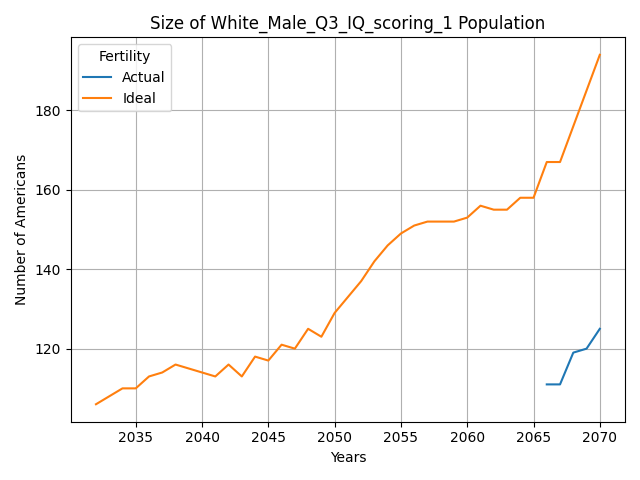 Size of White_Male_Q3_IQ_scoring_1 Population
Fertility
Actual
Ideal
Number of Americans
180
160
140
120
2035 2040 2045 2050 2055 2060 2065 2070
Years